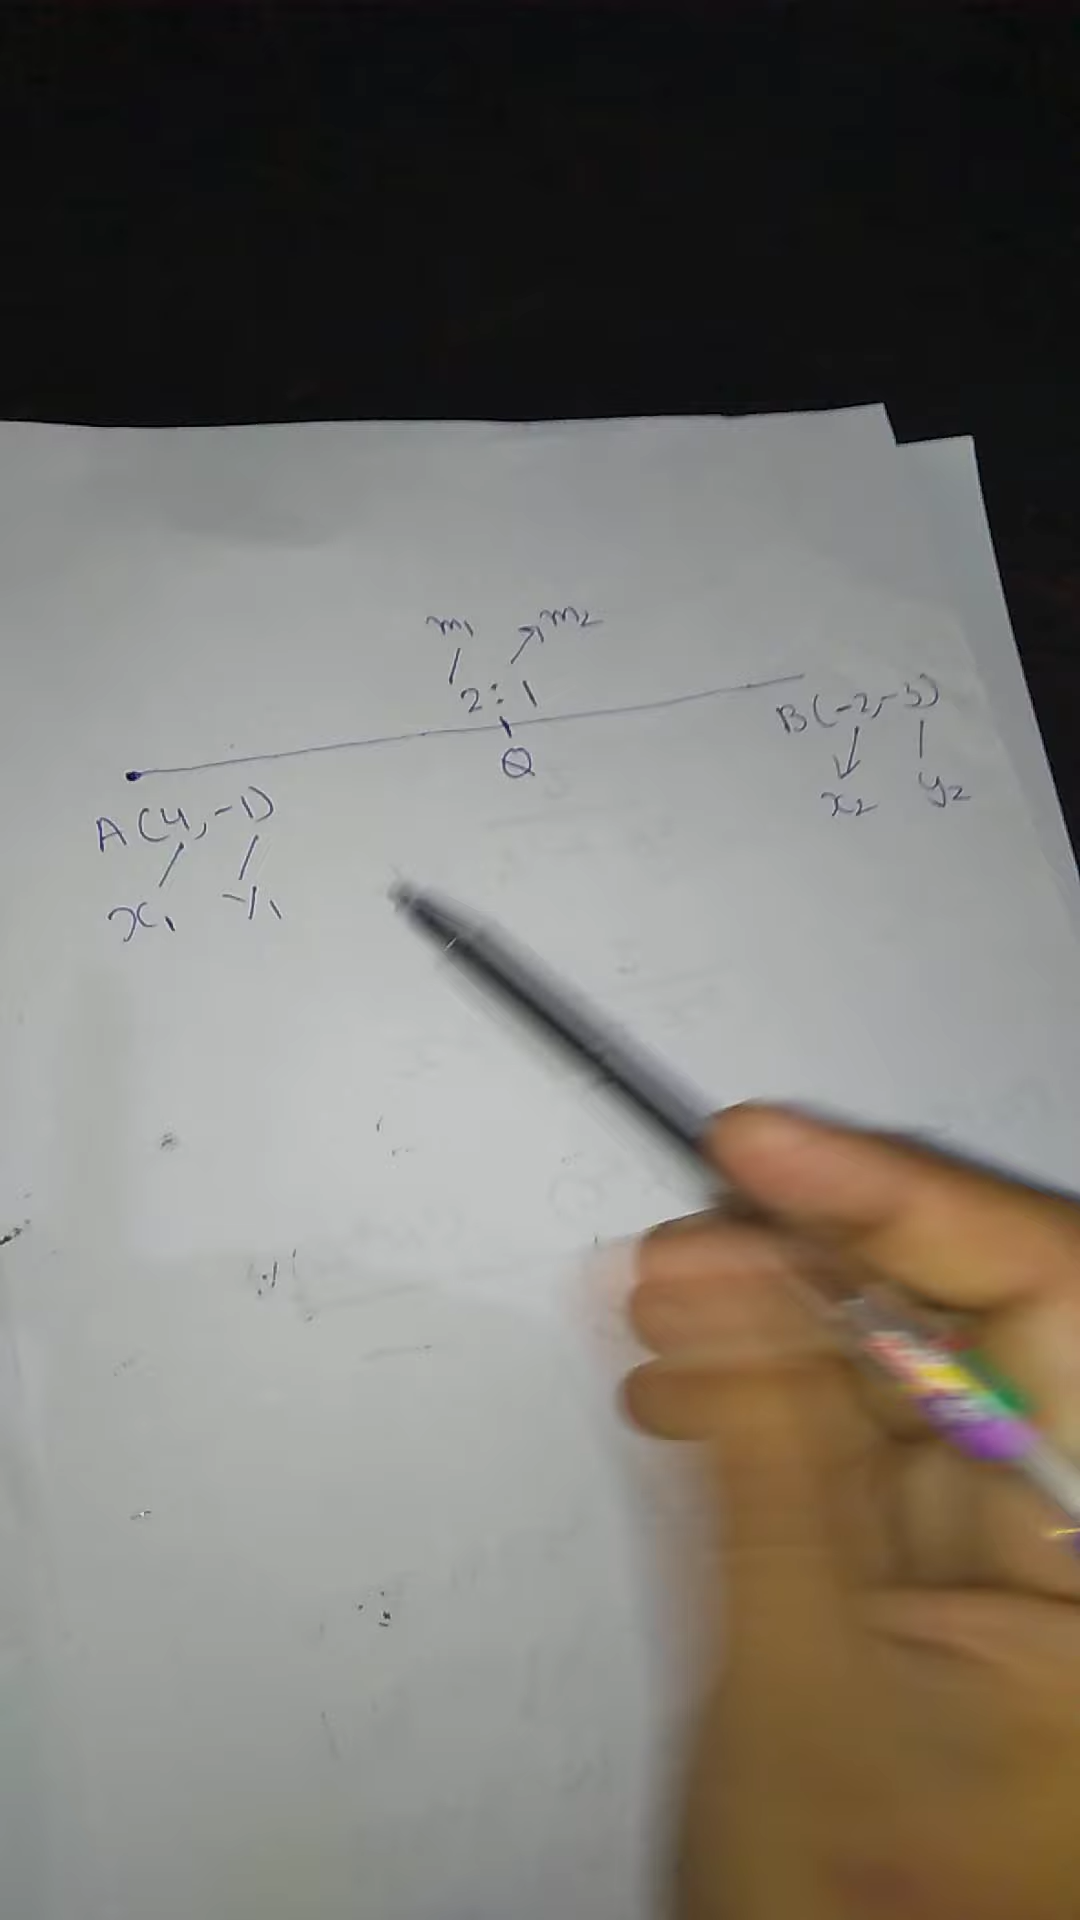 m₁ m₂
2 : 1
Q
B(-2,-3)
x₂ y₂
A(4,-1)
x₁ y₁